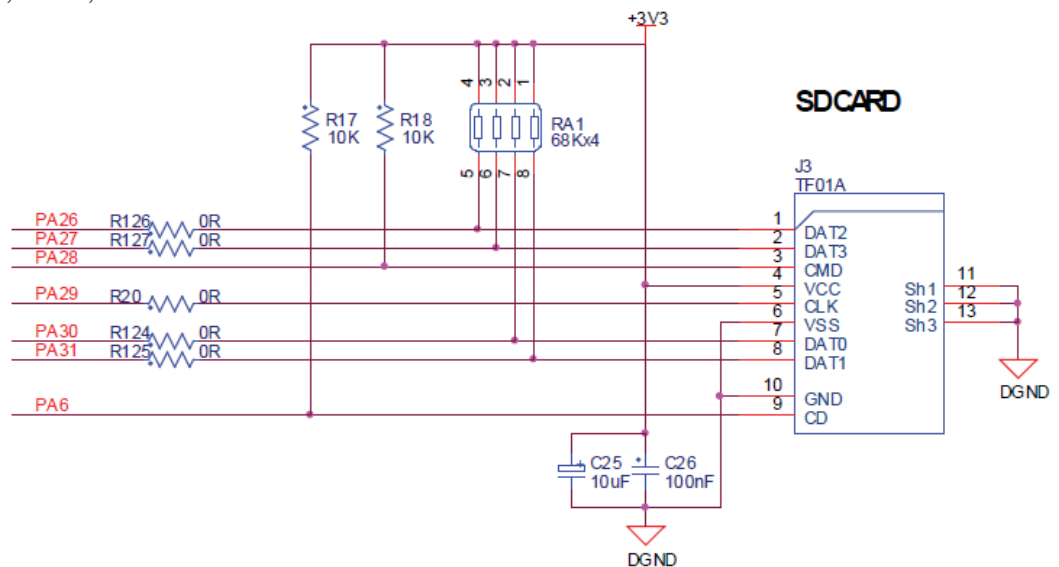 +3V3
SDCARD
4 3 2 1
R17
10K
R18
10K
RA1
68Kx4
5 6 7 8
J3
TF01A
PA26 R126 0R 1 DAT2
PA27 R127 0R 2 DAT3
PA28 3 CMD
4 VCC Sh1 11
PA29 R20 0R 5 CLK Sh2 12
6 VSS Sh3 13
PA30 R124 0R 7 DAT0
PA31 R125 0R 8 DAT1
DGND
10 GND
PA6 9 CD
C25
10uF
C26
100nF
DGND